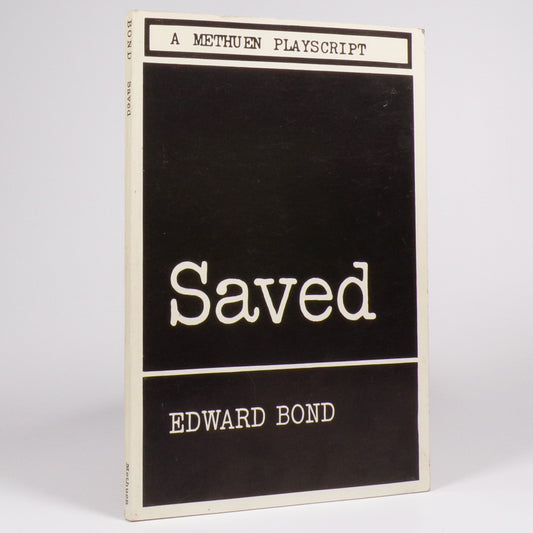 A METHUEN PLAYSCRIPT
Saved
EDWARD BOND
BOND Saved
Methuen